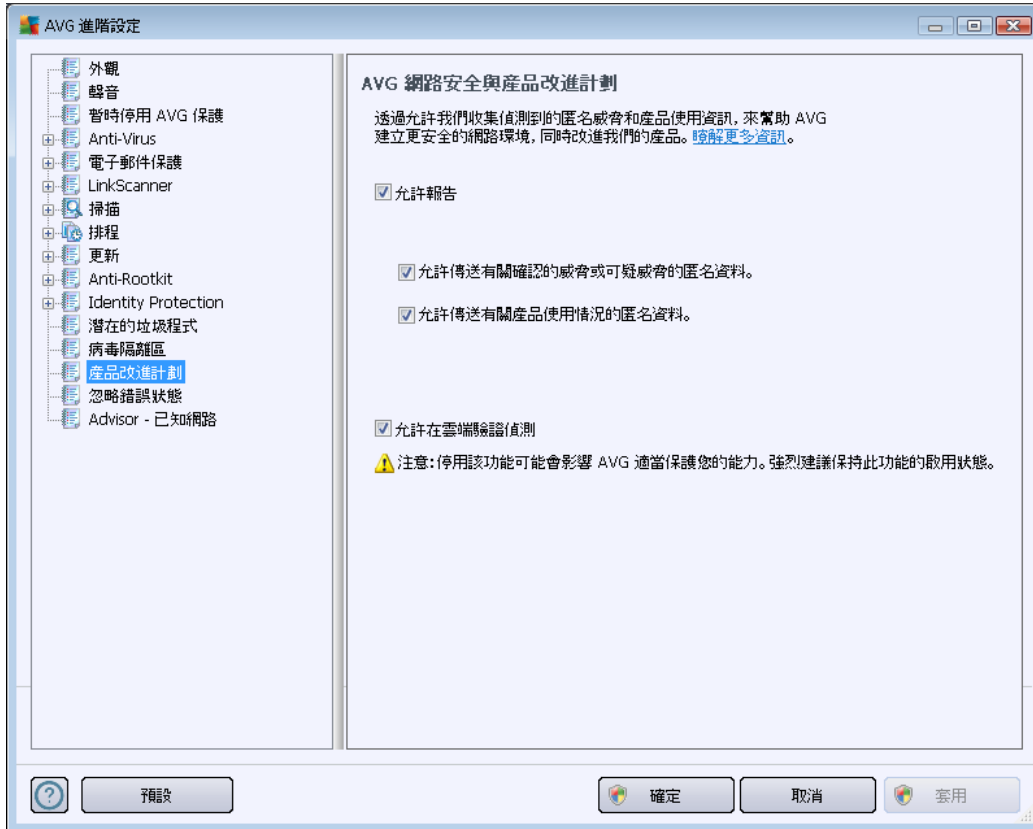 AVG 進階設定
外觀
聲音
暫時停用 AVG 保護
Anti-Virus
電子郵件保護
LinkScanner
掃描
排程
更新
Anti-Rootkit
Identity Protection
潛在的垃圾程式
病毒隔離區
產品改進計劃
忽略錯誤狀態
Advisor - 已知網路
AVG 網路安全與產品改進計劃
透過允許我們收集偵測到的匿名威脅和產品使用資訊, 來幫助 AVG
建立更安全的網路環境, 同時改進我們的產品。瞭解更多資訊。
允許報告
允許傳送有關確認的威脅或可疑威脅的匿名資料。
允許傳送有關產品使用情況的匿名資料。
允許在雲端驗證偵測
注意: 停用該功能可能會影響 AVG 適當保護您的能力。強烈建議保持此功能的啟用狀態。
預設
確定
取消
套用